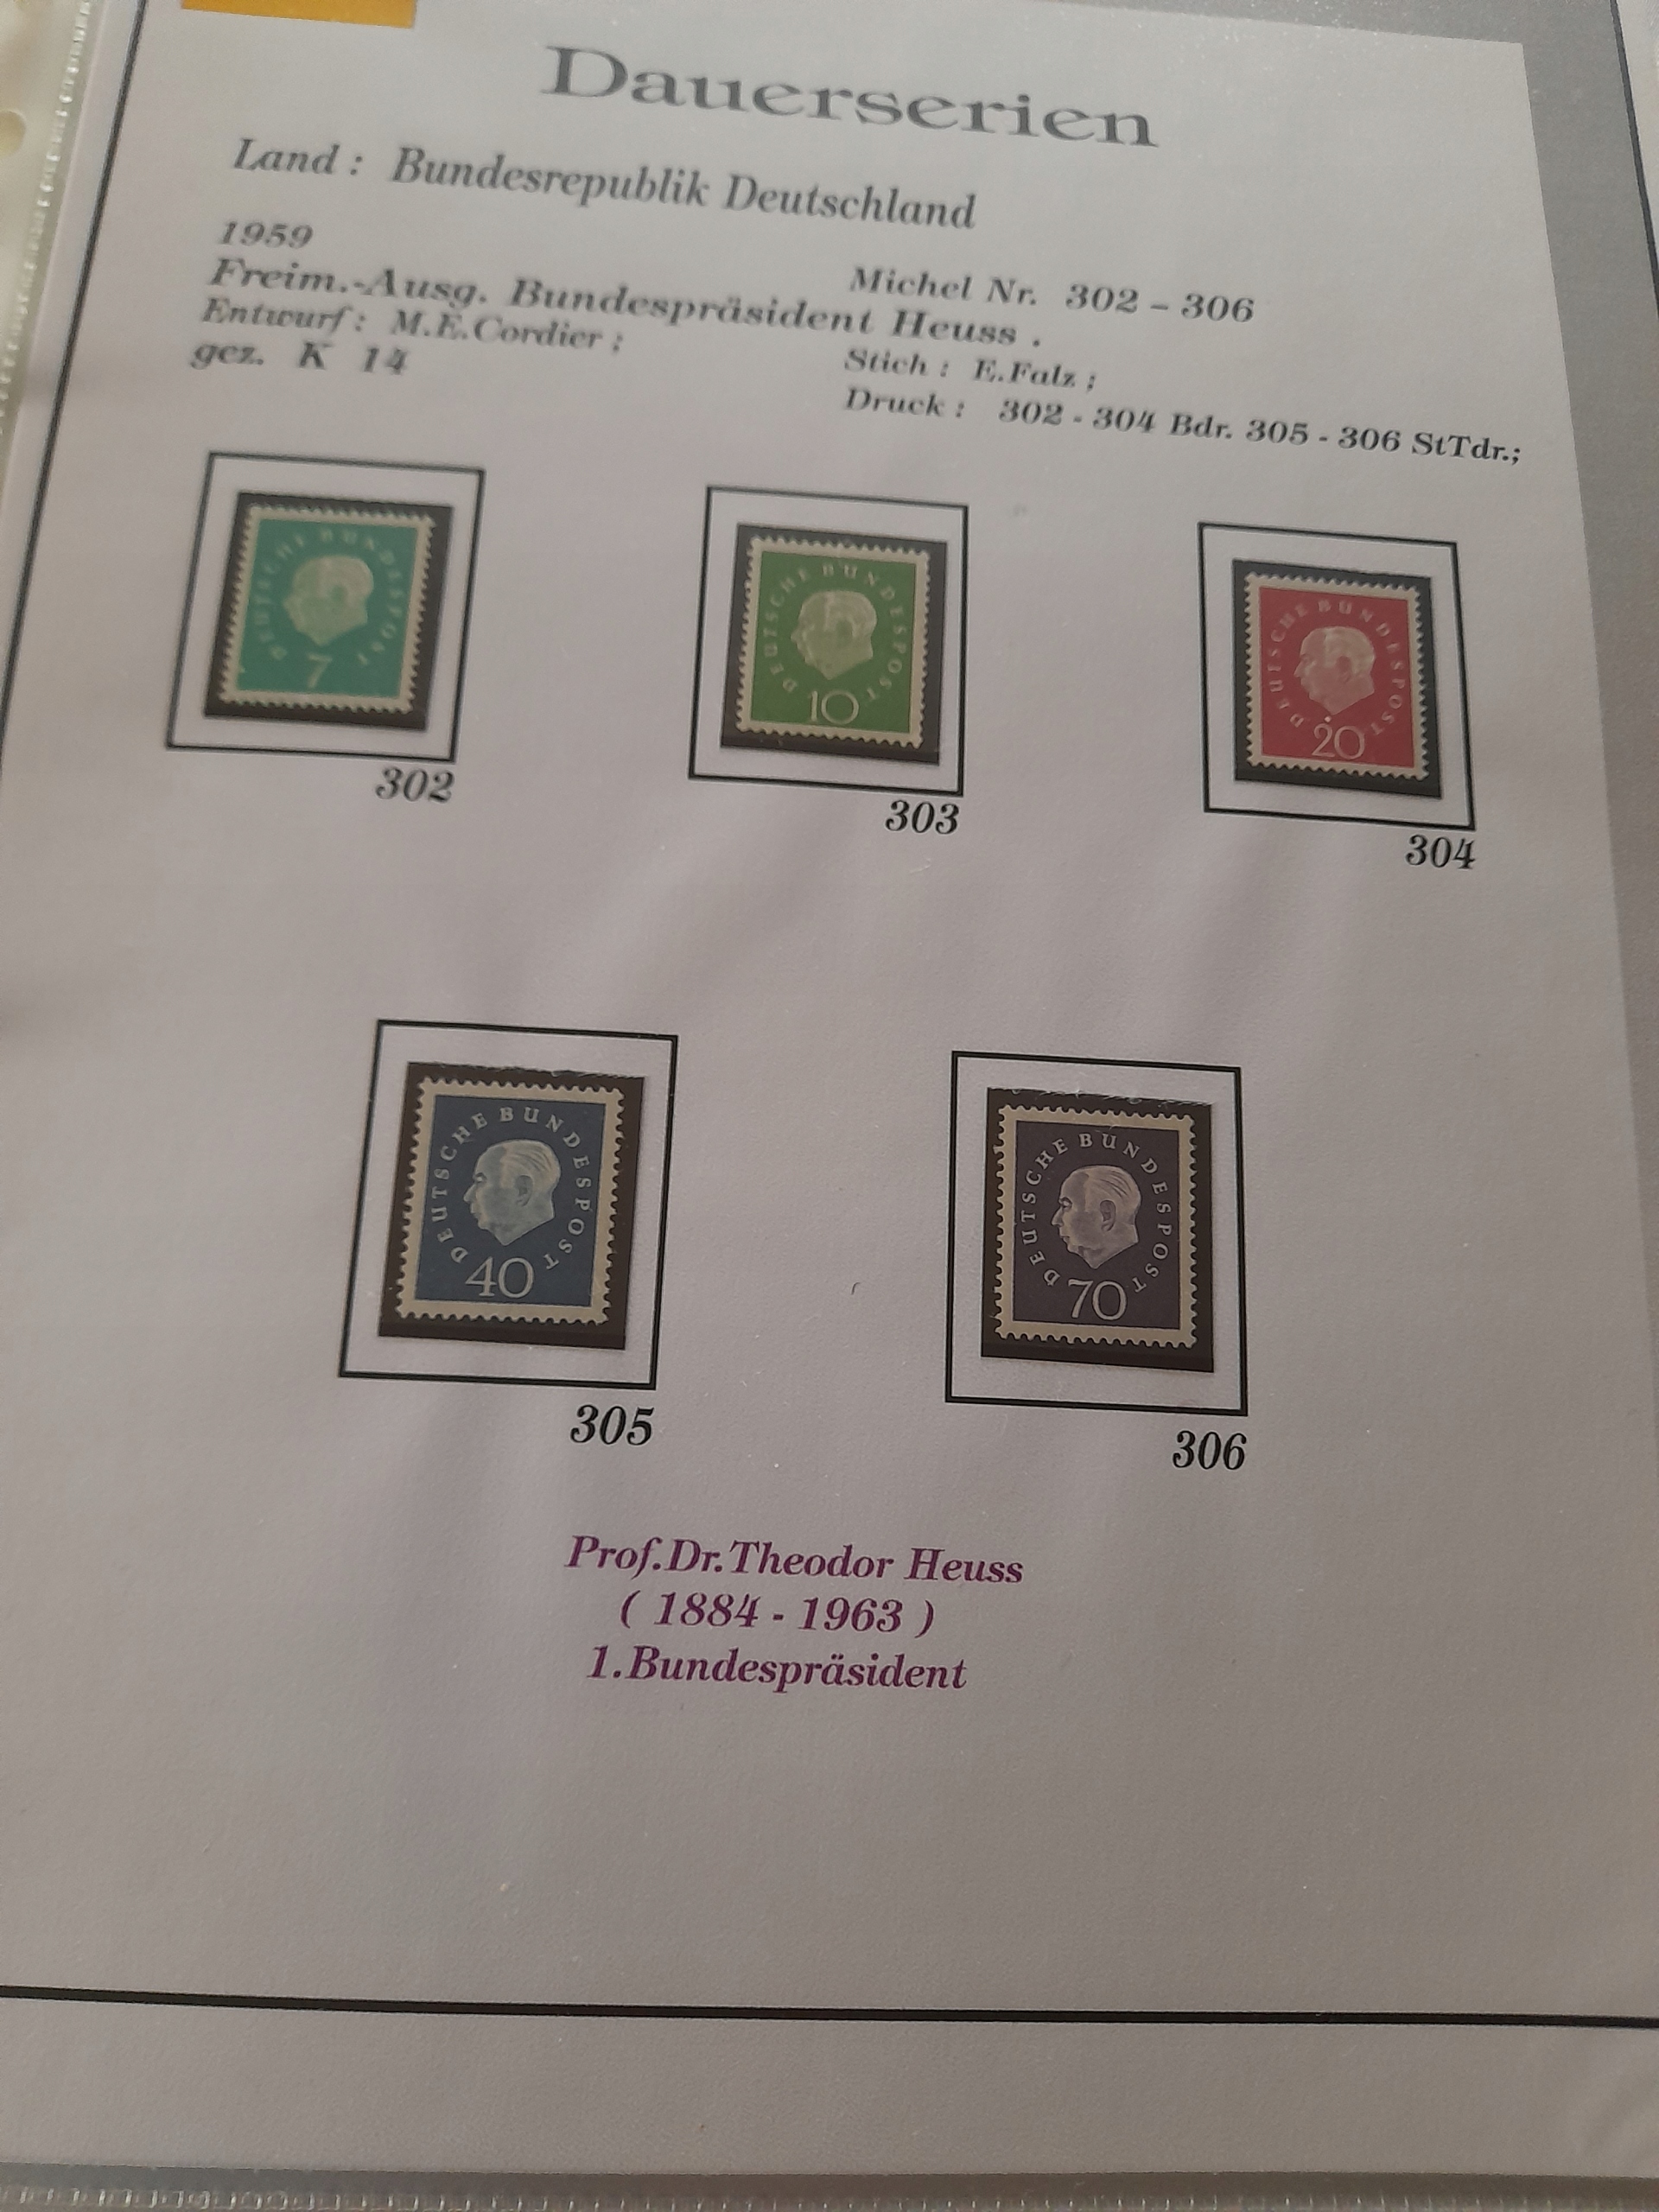 Dauerserien
Land : Bundesrepublik Deutschland
1959
Michel Nr. 302 – 306
Freim.-Ausg. Bundespräsident Heuss .
Entwurf : M.E.Cordier ;
Stich : E.Falz ;
gez. K 14
Druck : 302 - 304 Bdr. 305 - 306 StTdr.;
DEUTSCHE BUNDESPOST
7
302
DEUTSCHE BUNDESPOST
10
303
DEUTSCHE BUNDESPOST
20
304
DEUTSCHE BUNDESPOST
40
305
DEUTSCHE BUNDESPOST
70
306
Prof.Dr.Theodor Heuss
( 1884 - 1963 )
1.Bundespräsident